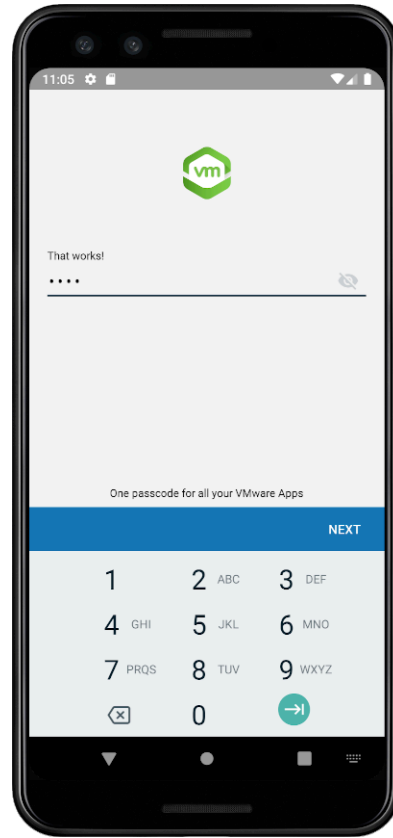 11:05
vm
That works!
••••
One passcode for all your VMware Apps
NEXT
1
2 ABC
3 DEF
4 GHI
5 JKL
6 MNO
7 PRQS
8 TUV
9 WXYZ
0